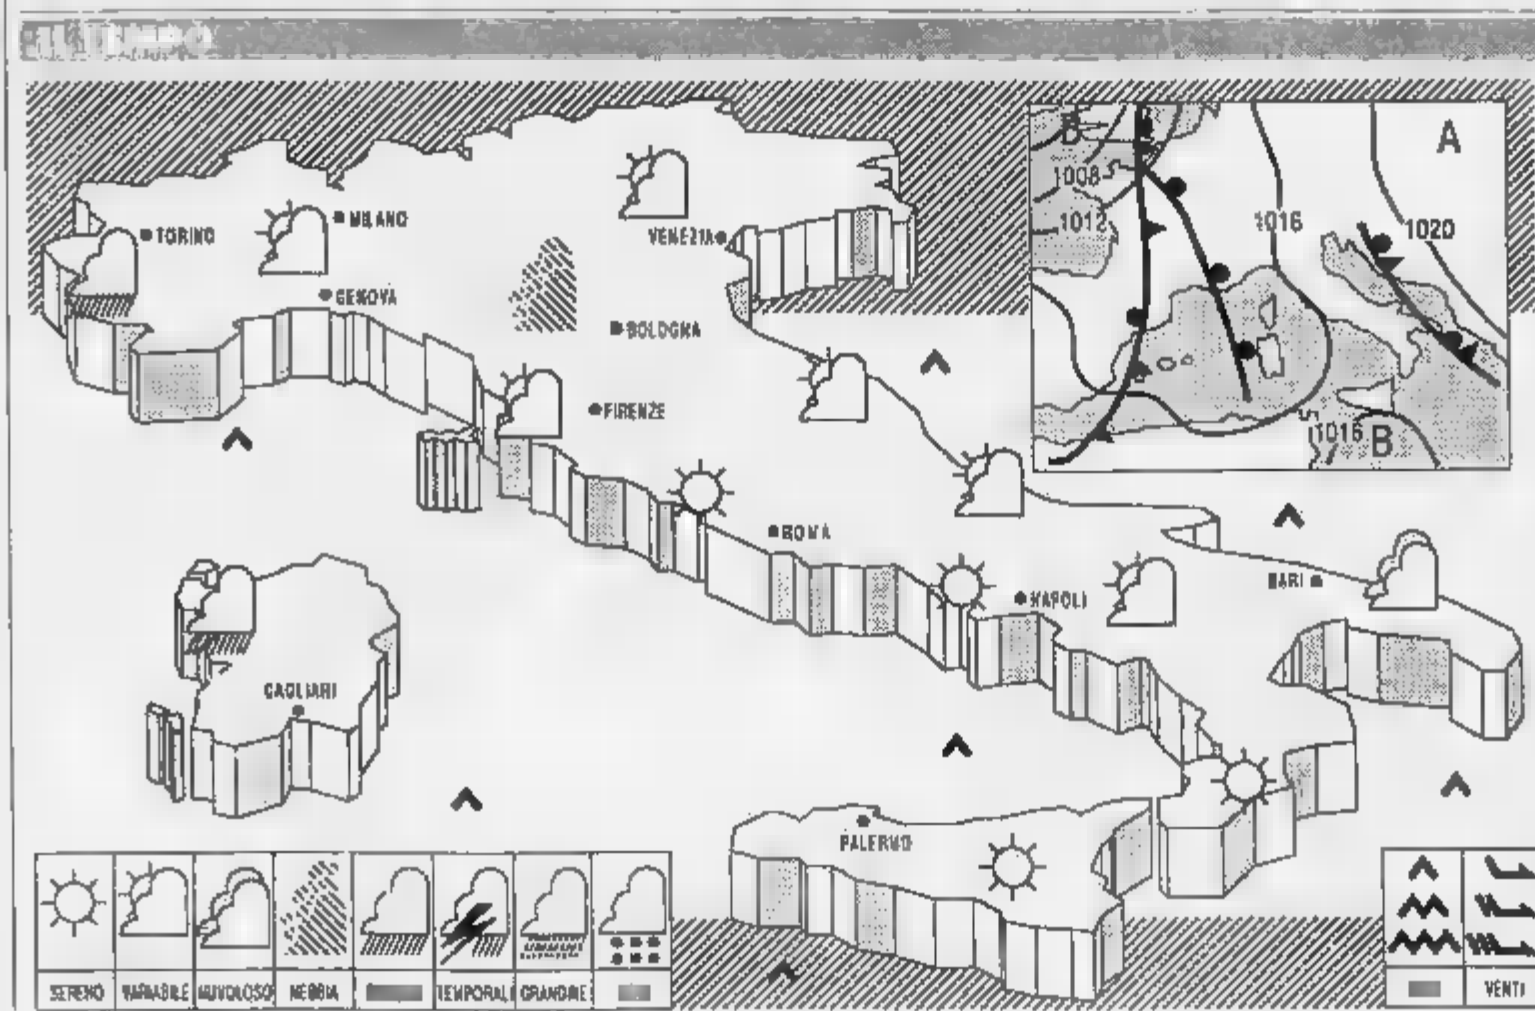 MILANO
TORINO
VENEZIA
GENOVA
BOLOGNA
FIRENZE
ROMA
NAPOLI
BARI
CAGLIARI
PALERMO
B
A
1008
1012
1016
1020
1016
B
SERENO VARIABILE NUVOLOSO NEBBIA TEMPORALI GRANDINE
VENTI